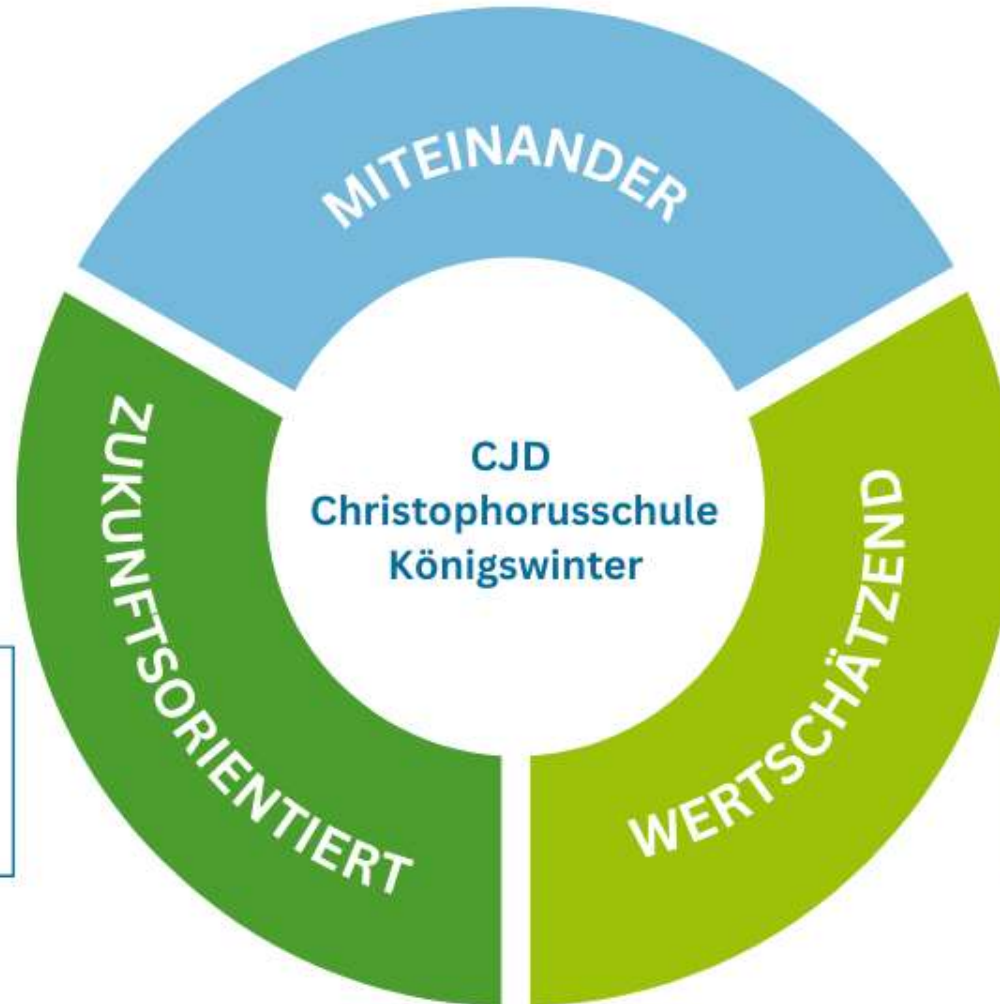 MITEINANDER
CJD
Christophorusschule
Königswinter
ZUKUNFTSORIENTIERT
WERTSCHÄTZEND